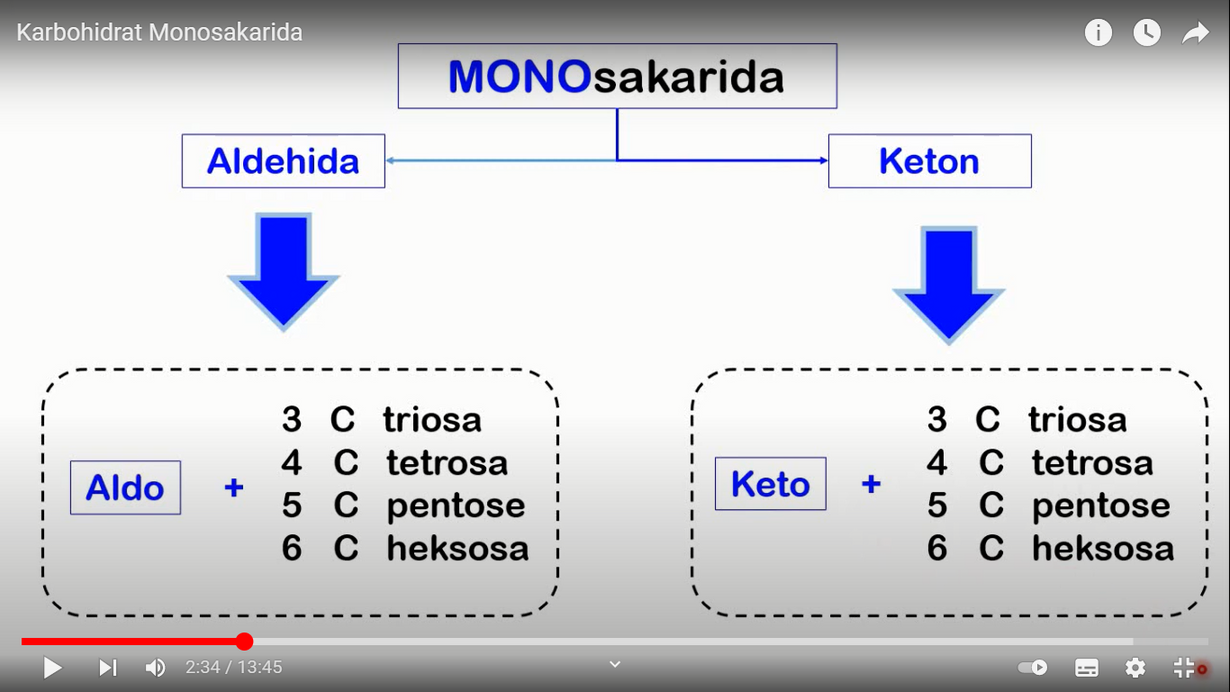 Karbohidrat Monosakarida
MONOsakarida
Aldehida
Keton
Aldo +
3 C triosa
4 C tetrosa
5 C pentose
6 C heksosa
Keto +
3 C triosa
4 C tetrosa
5 C pentose
6 C heksosa
2:34 / 13:45